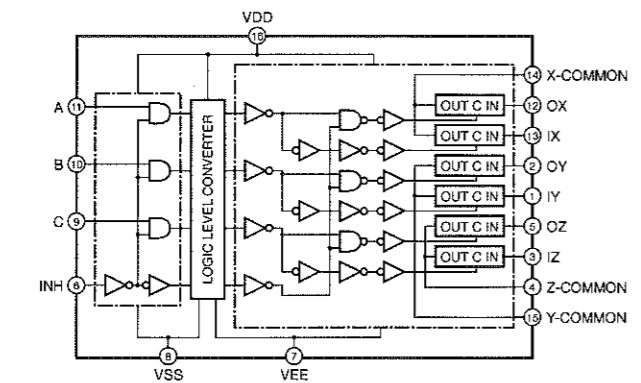 VDD
16
14 X-COMMON
A 11
OUT C IN 12 OX
OUT C IN 13 IX
B 10
OUT C IN 2 OY
LOGIC LEVEL CONVERTER
OUT C IN 1 IY
C 9
OUT C IN 5 OZ
OUT C IN 3 IZ
INH 6
4 Z-COMMON
15 Y-COMMON
8 7
VSS VEE